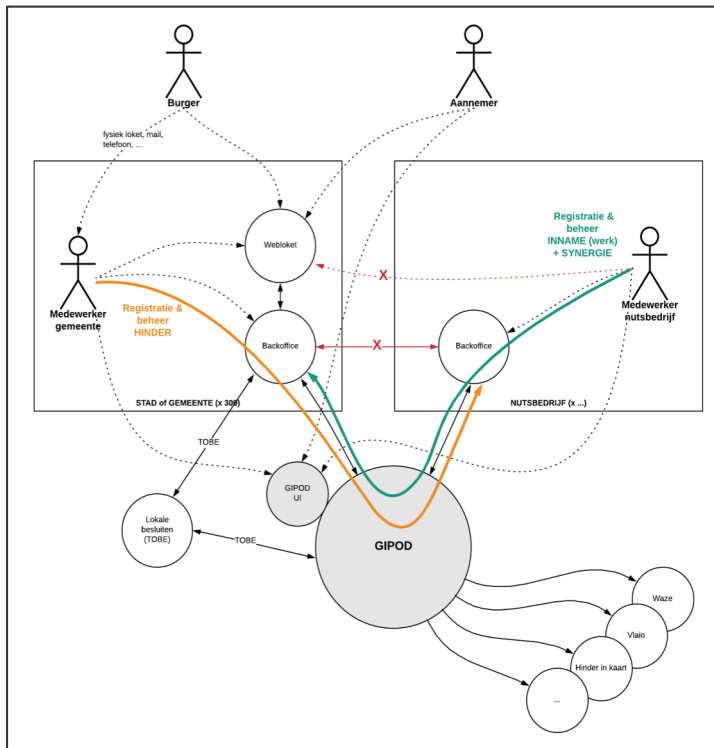 Burger
Aannemer
fysiek loket, mail,
telefoon, ...
Registratie &
beheer
INNAME (werk)
+ SYNERGIE
Webloket
X
Medewerker
gemeente
Registratie &
beheer
HINDER
Medewerker
nutsbedrijf
Backoffice
X
Backoffice
STAD of GEMEENTE (x 300)
NUTSBEDRIJF (x ...)
TOBE
GIPOD
UI
Lokale
besluiten
(TOBE)
TOBE
GIPOD
Waze
Vlaio
Hinder in kaart
...